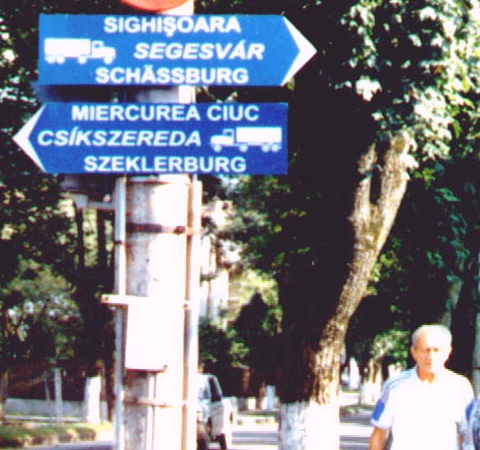 SIGHIŞOARA
SEGESVÁR
SCHÄSSBURG
MIERCUREA CIUC
CSÍKSZEREDA
SZEKLERBURG